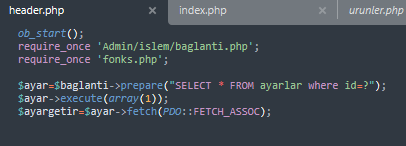 header.php × index.php × urunler.php
ob_start();
require_once 'Admin/islem/baglanti.php';
require_once 'fonks.php';
$ayar=$baglanti->prepare("SELECT * FROM ayarlar where id=?");
$ayar->execute(array(1));
$ayargetir=$ayar->fetch(PDO::FETCH_ASSOC);